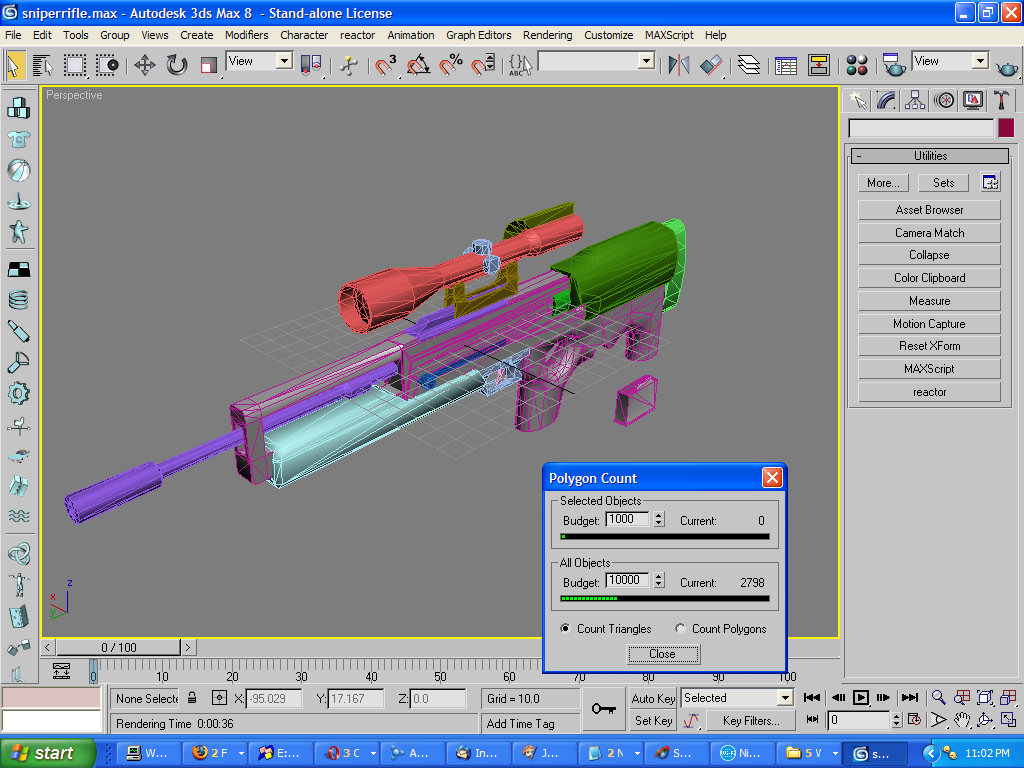 sniperrifle.max - Autodesk 3ds Max 8 - Stand-alone License
File Edit Tools Group Views Create Modifiers Character reactor Animation Graph Editors Rendering Customize MAXScript Help
View 3 % ABC View
Perspective
Utilities
More... Sets
Asset Browser
Camera Match
Collapse
Color Clipboard
Measure
Motion Capture
Reset XForm
MAXScript
reactor
Polygon Count
Selected Objects
Budget: 1000 Current: 0
All Objects
Budget: 10000 Current: 2798
Count Triangles Count Polygons
Close
z
x
y
< 0 / 100 >
0 10 20 30 40 50 60 70 80 90 100
None Selecte X: -95.029 Y: 17.167 Z: 0.0 Grid = 10.0 Auto Key Selected
Rendering Time 0:00:36 Add Time Tag Set Key Key Filters... 0
start W... 2 F E:... 3 C A... In... J... 2 N S... Ni... 5 V s... 11:02 PM